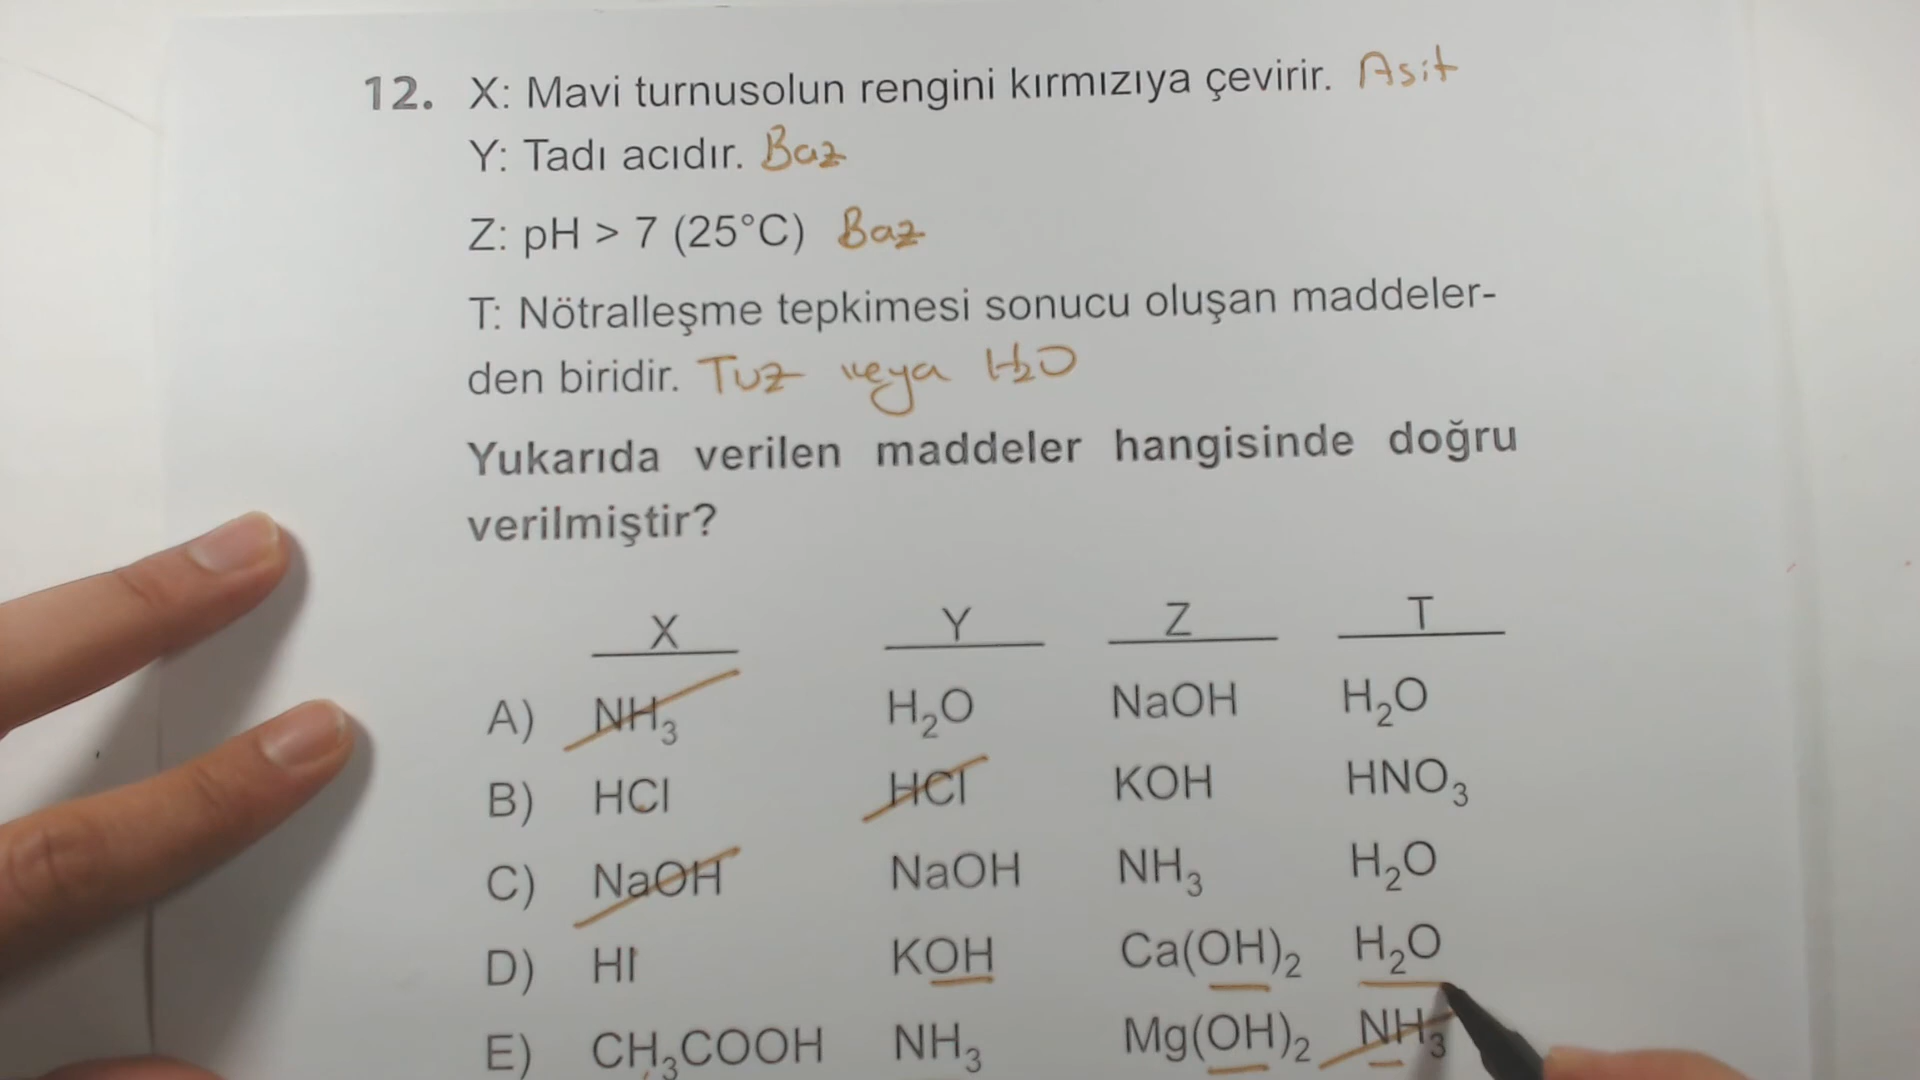 12. X: Mavi turnusolun rengini kırmızıya çevirir. Asit
Y: Tadı acıdır. Baz
Z: pH > 7 (25°C) Baz
T: Nötralleşme tepkimesi sonucu oluşan maddeler-
den biridir. Tuz veya H₂O
Yukarıda verilen maddeler hangisinde doğru
verilmiştir?
X Y Z T
A) NH₃ H₂O NaOH H₂O
B) HCl HCl KOH HNO₃
C) NaOH NaOH NH₃ H₂O
D) HI KOH Ca(OH)₂ H₂O
E) CH₃COOH NH₃ Mg(OH)₂ NH₃